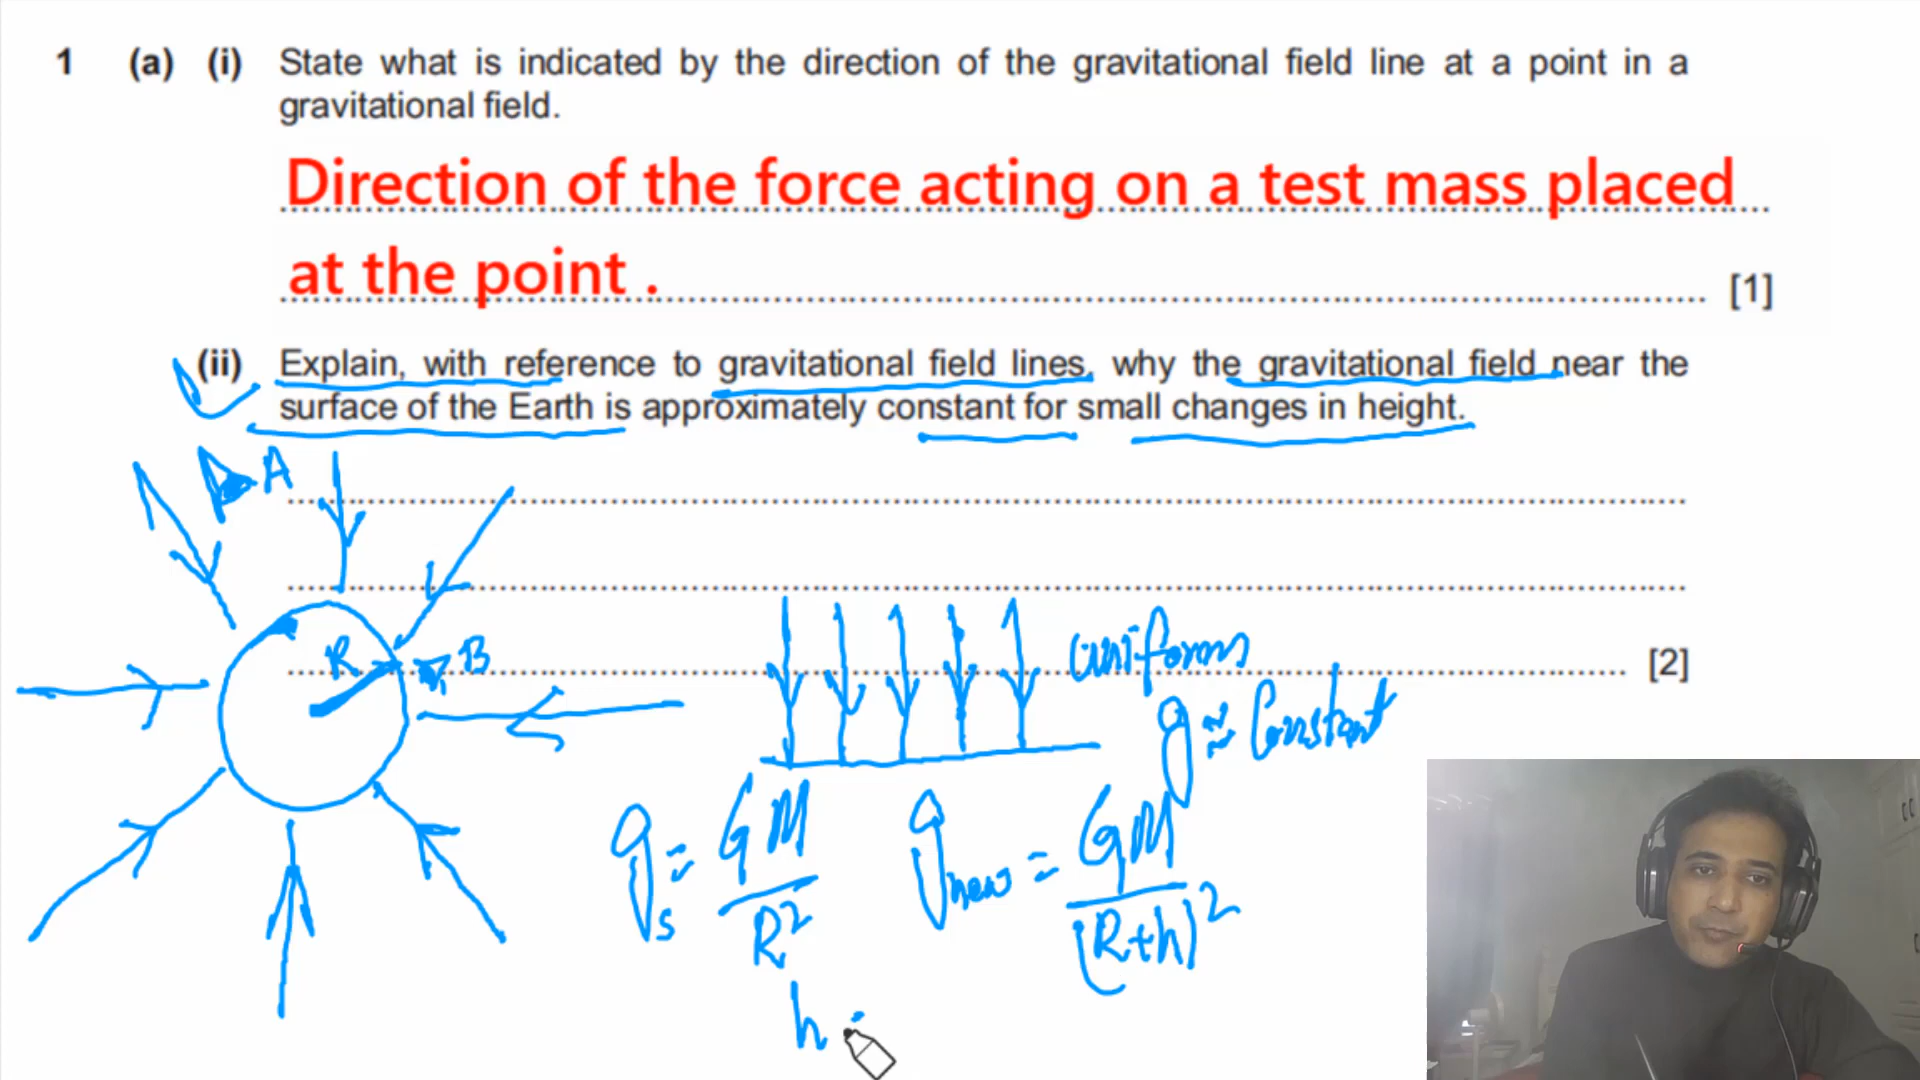 1 (a) (i) State what is indicated by the direction of the gravitational field line at a point in a
gravitational field.
Direction of the force acting on a test mass placed
at the point .
[1]
(ii) Explain, with reference to gravitational field lines, why the gravitational field near the
surface of the Earth is approximately constant for small changes in height.
A
R
B
uniform
[2]
g ≈ Constant
g_s = GM/R²
g_new = GM/(R+h)²
h